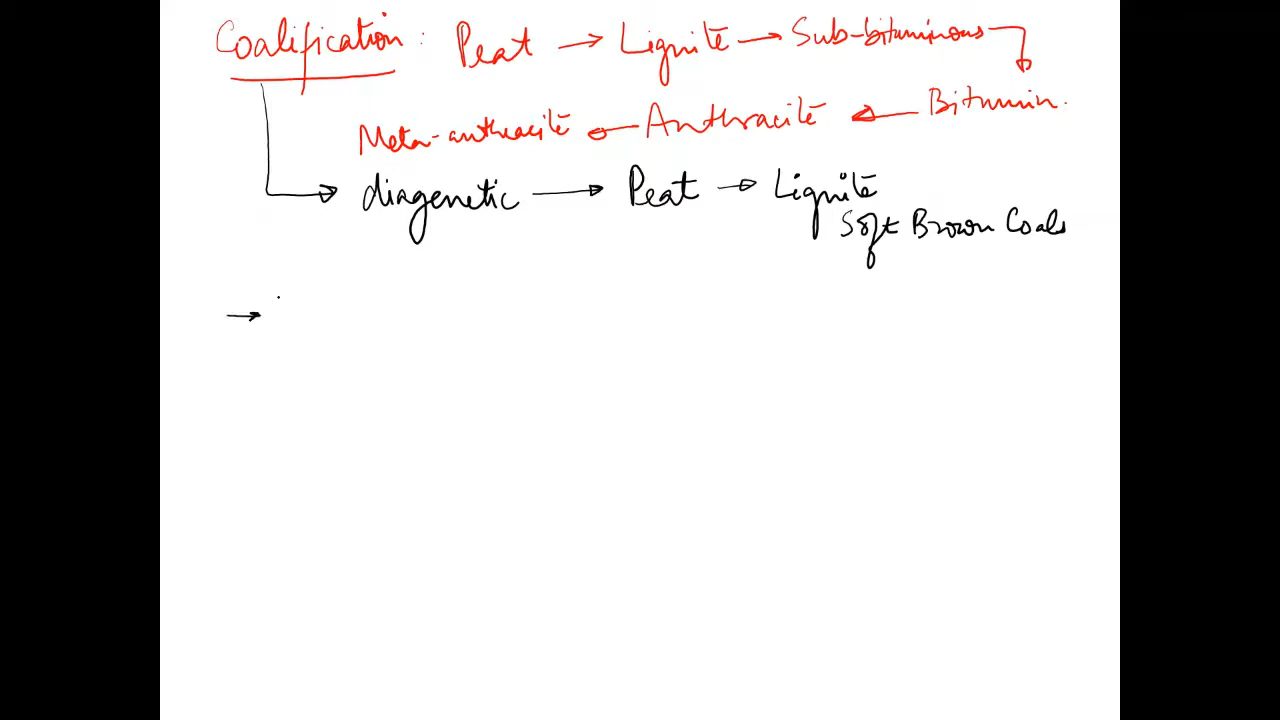 Coalification: Peat → Lignite → Sub-bituminous
Meta-anthracite ← Anthracite ← Bitumin.
diagenetic → Peat → Lignite
Soft Brown Coals
→